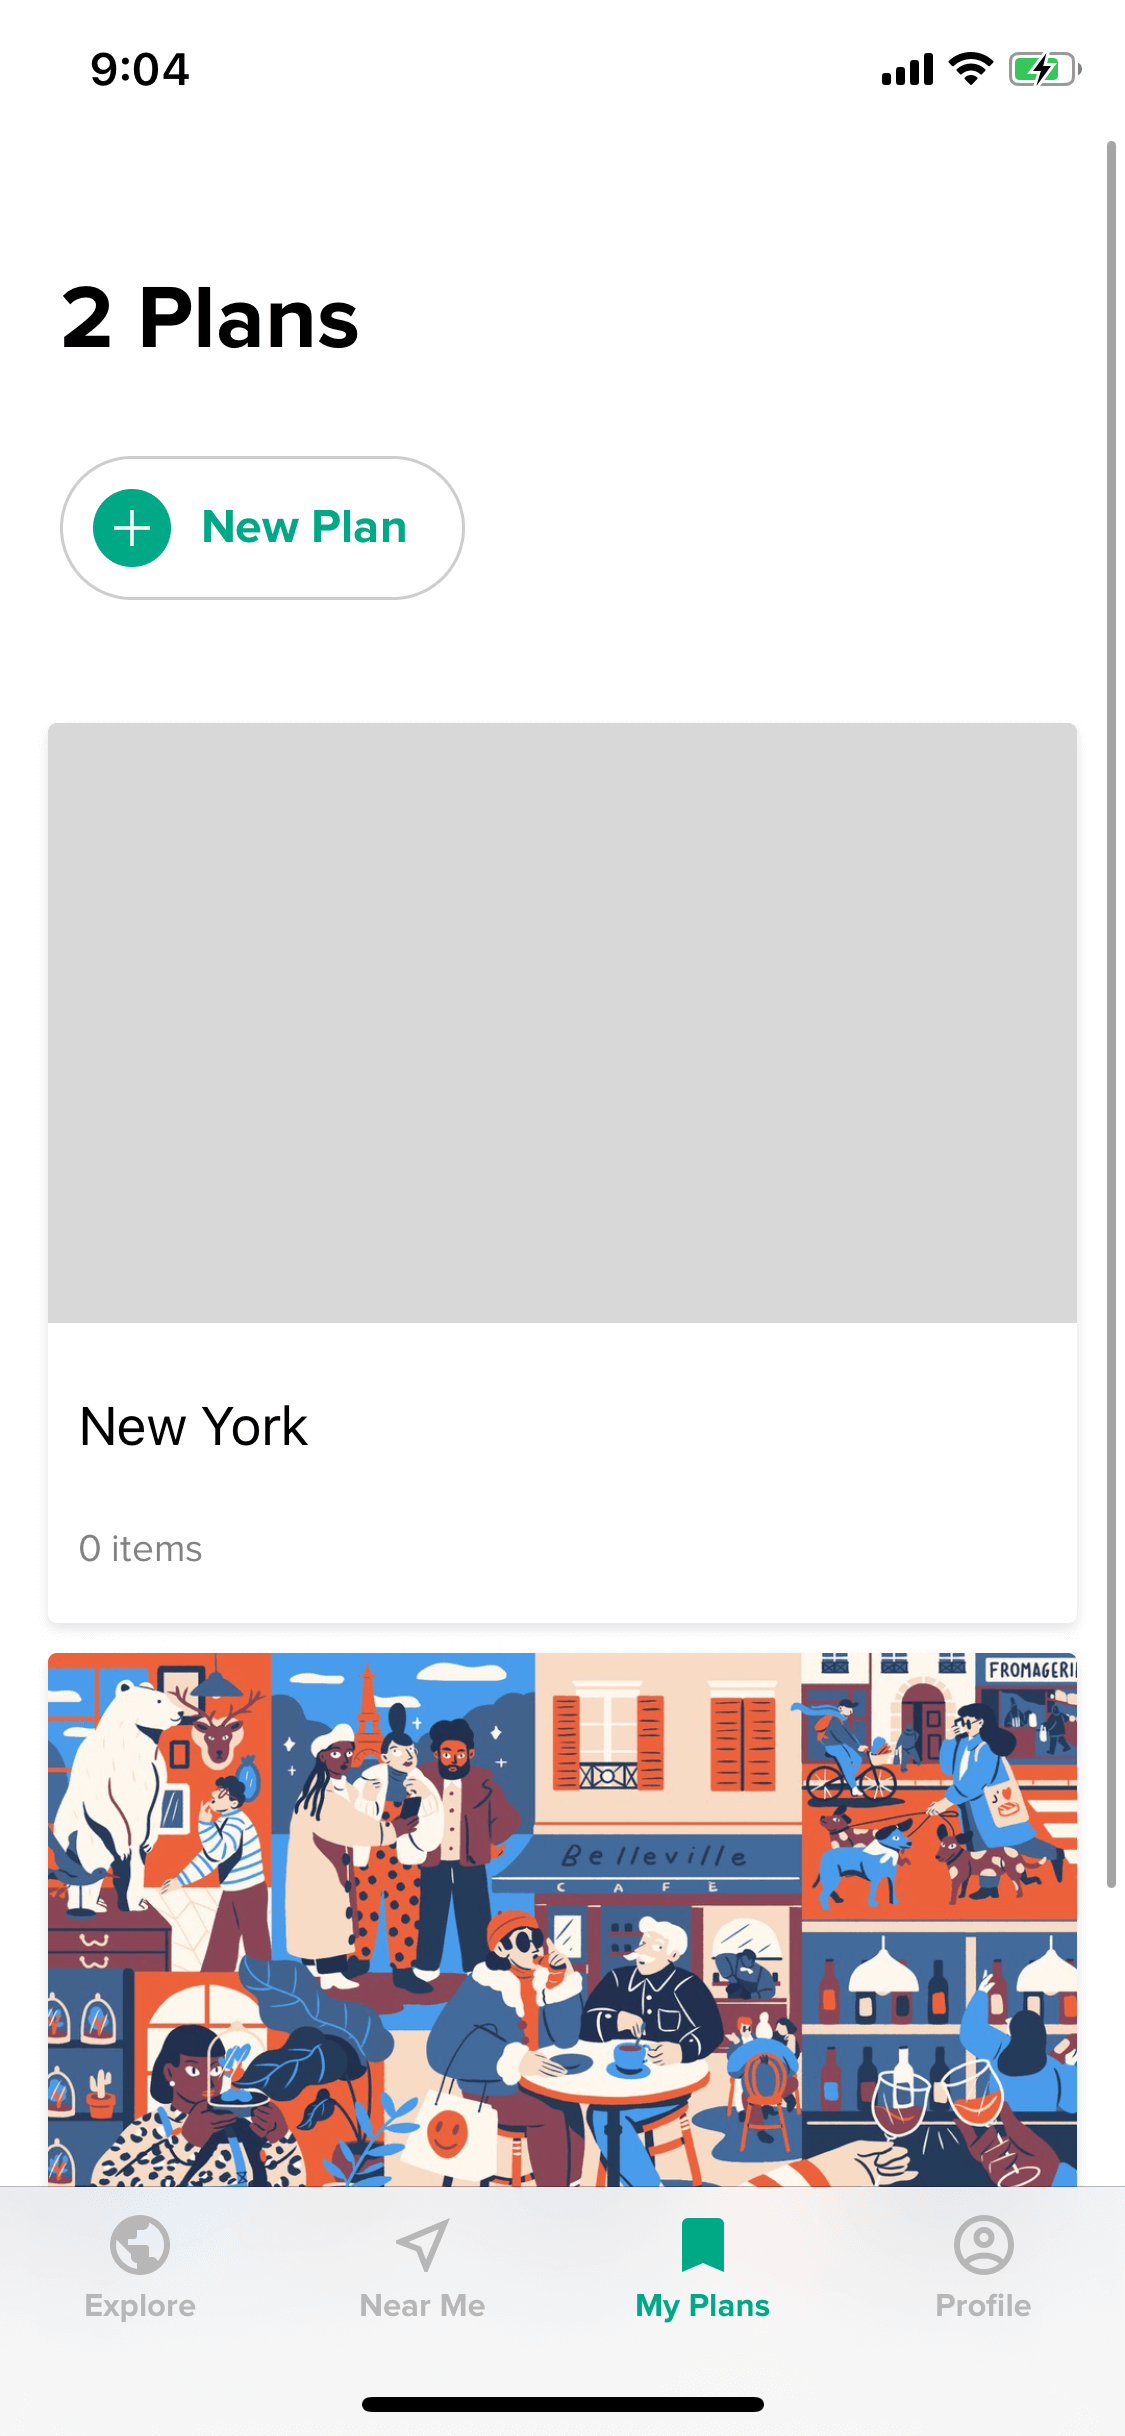 9:04
2 Plans
New Plan
New York
0 items
FROMAGERI
Belleville
CAFE
Explore
Near Me
My Plans
Profile